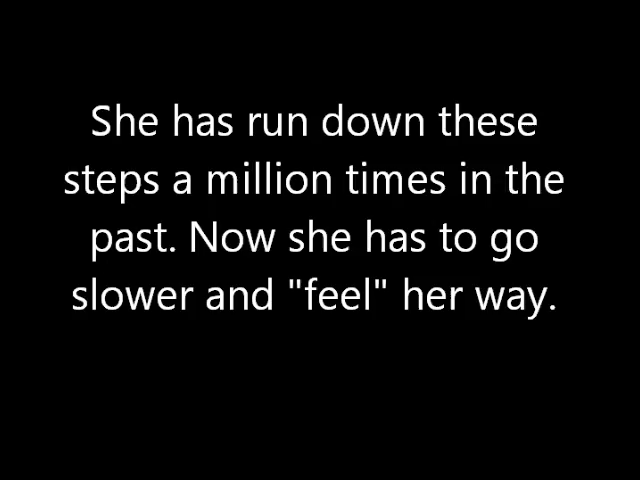 She has run down these
steps a million times in the
past. Now she has to go
slower and "feel" her way.